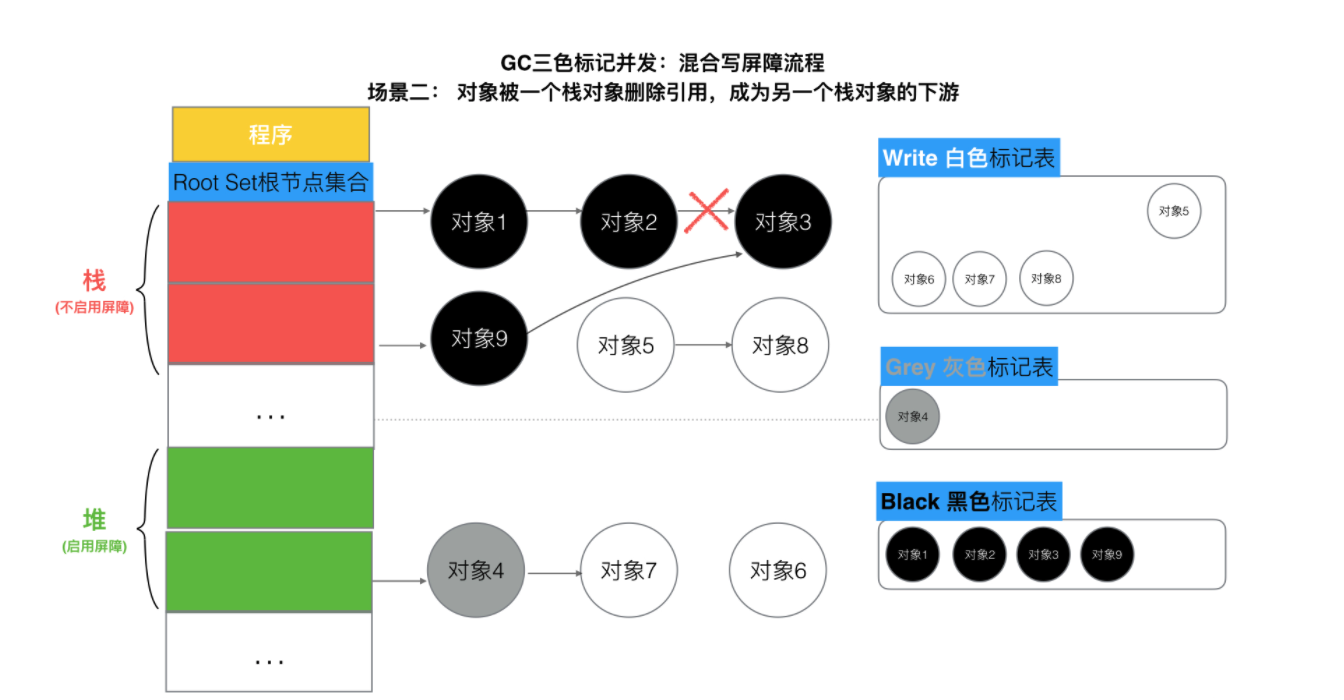 GC三色标记并发：混合写屏障流程
场景二： 对象被一个栈对象删除引用，成为另一个栈对象的下游
程序
Root Set根节点集合
栈
(不启用屏障)
...
堆
(启用屏障)
...
对象1
对象2
对象3
对象9
对象5
对象8
对象4
对象7
对象6
Write 白色标记表
对象5
对象6
对象7
对象8
Grey 灰色标记表
对象4
Black 黑色标记表
对象1
对象2
对象3
对象9